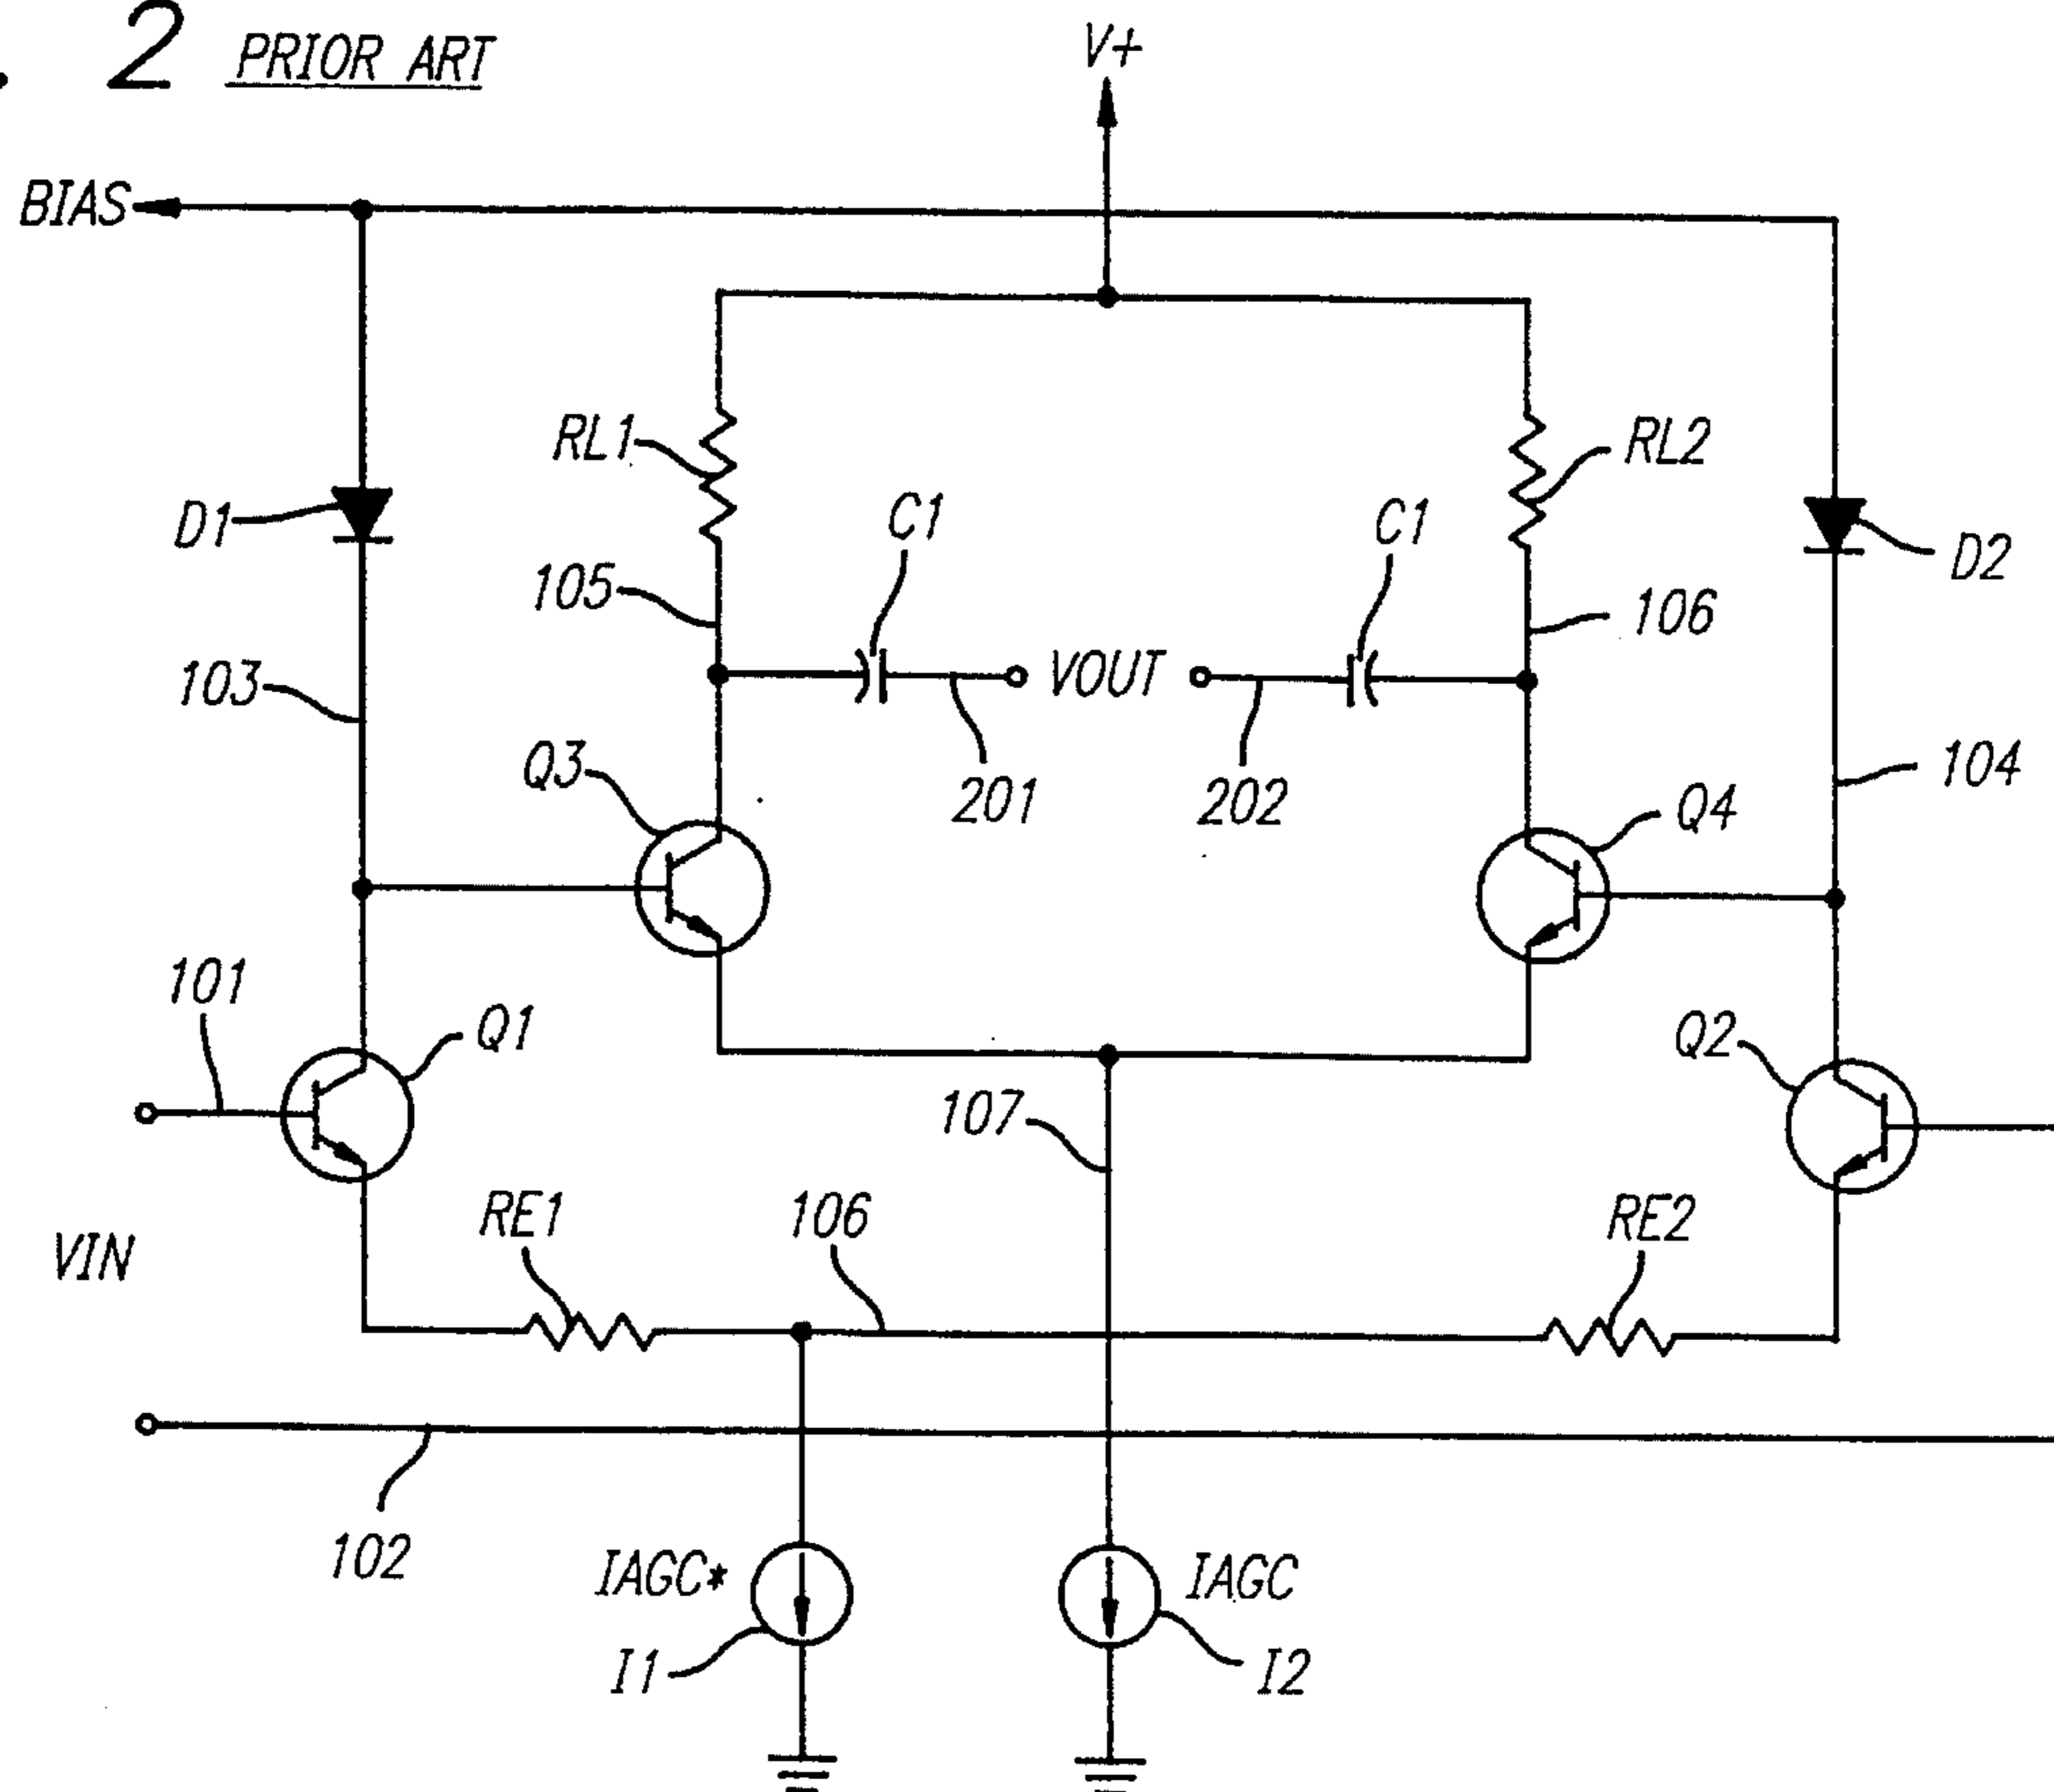 . 2 PRIOR ART
V+
BIAS
RL1
RL2
D1
C1
C1
D2
105
106
103
VOUT
Q3
201
202
104
Q4
101
Q1
Q2
107
RE1
106
RE2
VIN
102
IAGC*
IAGC
I1
I2